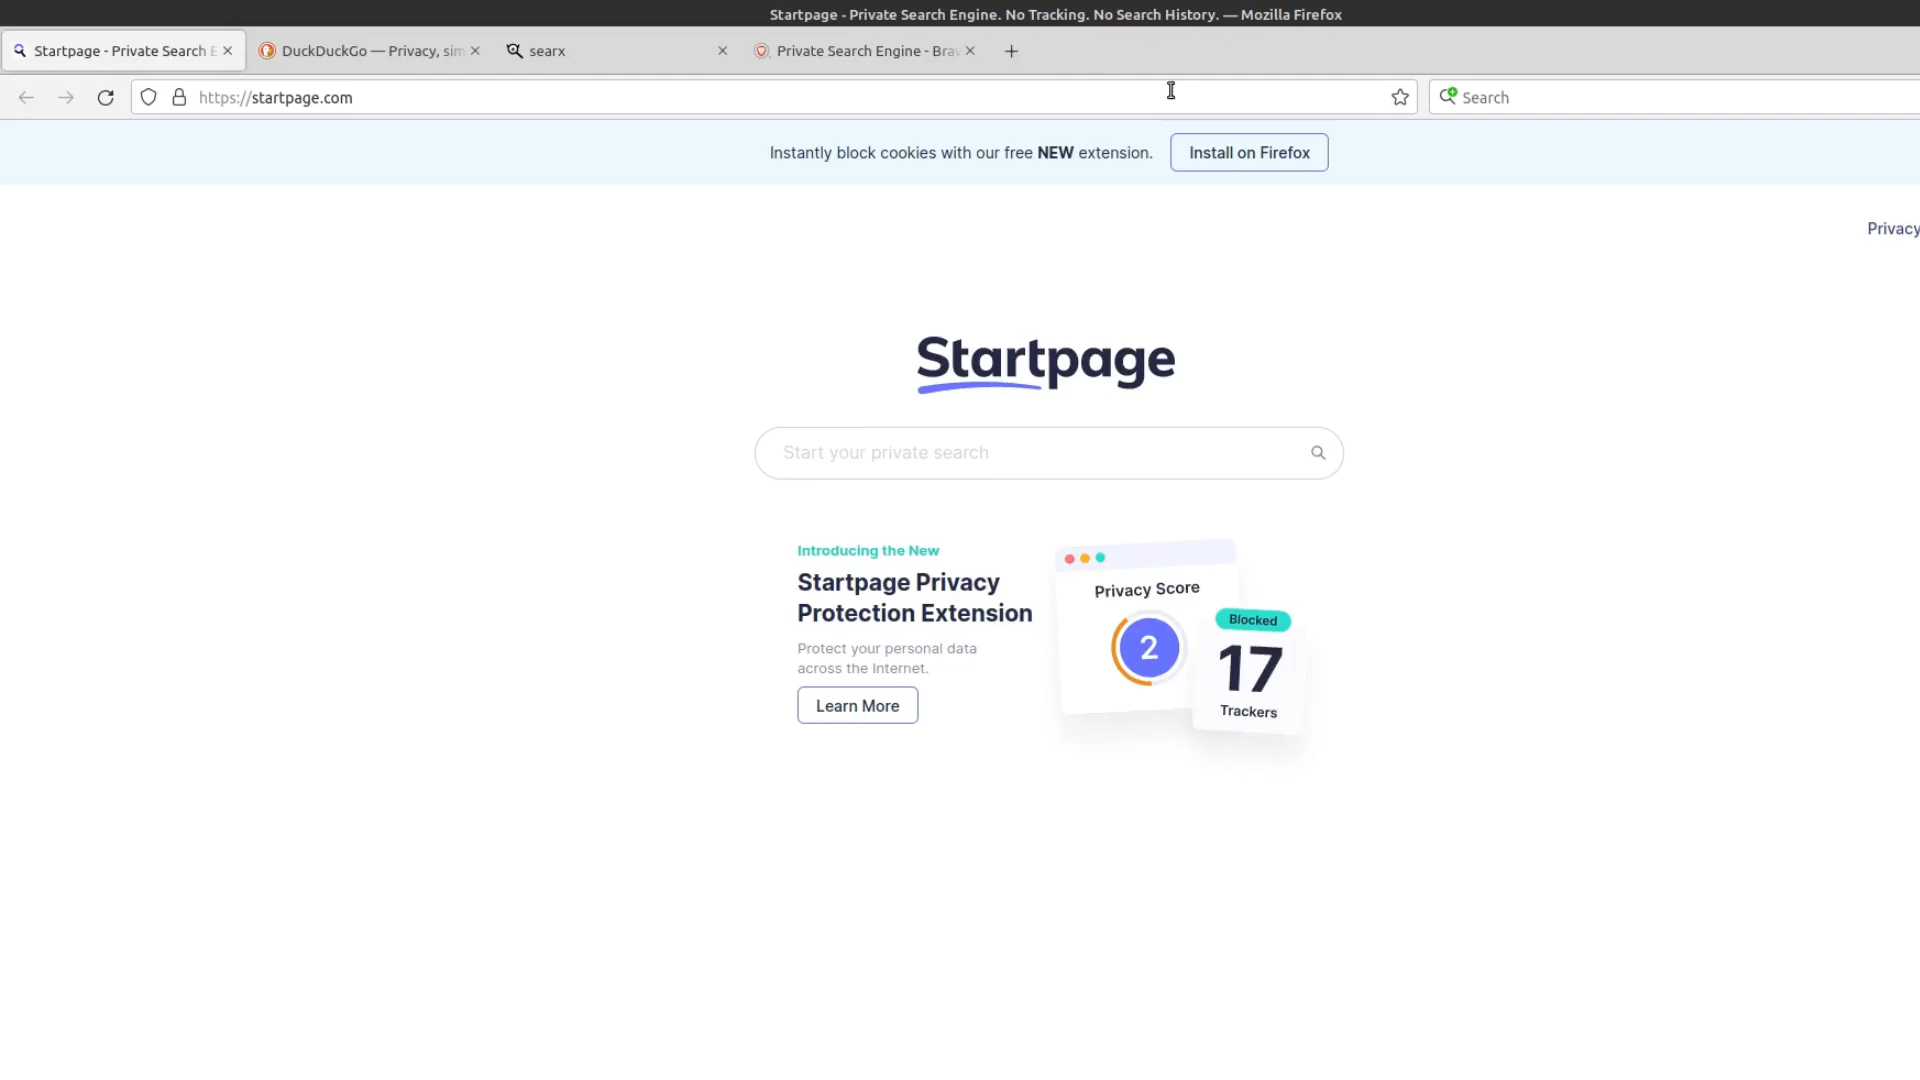 Startpage - Private Search Engine. No Tracking. No Search History. — Mozilla Firefox
Startpage - Private Search E
DuckDuckGo — Privacy, sim
searx
Private Search Engine - Brav
https://startpage.com
Search
Instantly block cookies with our free NEW extension.
Install on Firefox
Privacy
Startpage
Start your private search
Introducing the New
Startpage Privacy
Protection Extension
Protect your personal data
across the Internet.
Learn More
Privacy Score
2
Blocked
17
Trackers